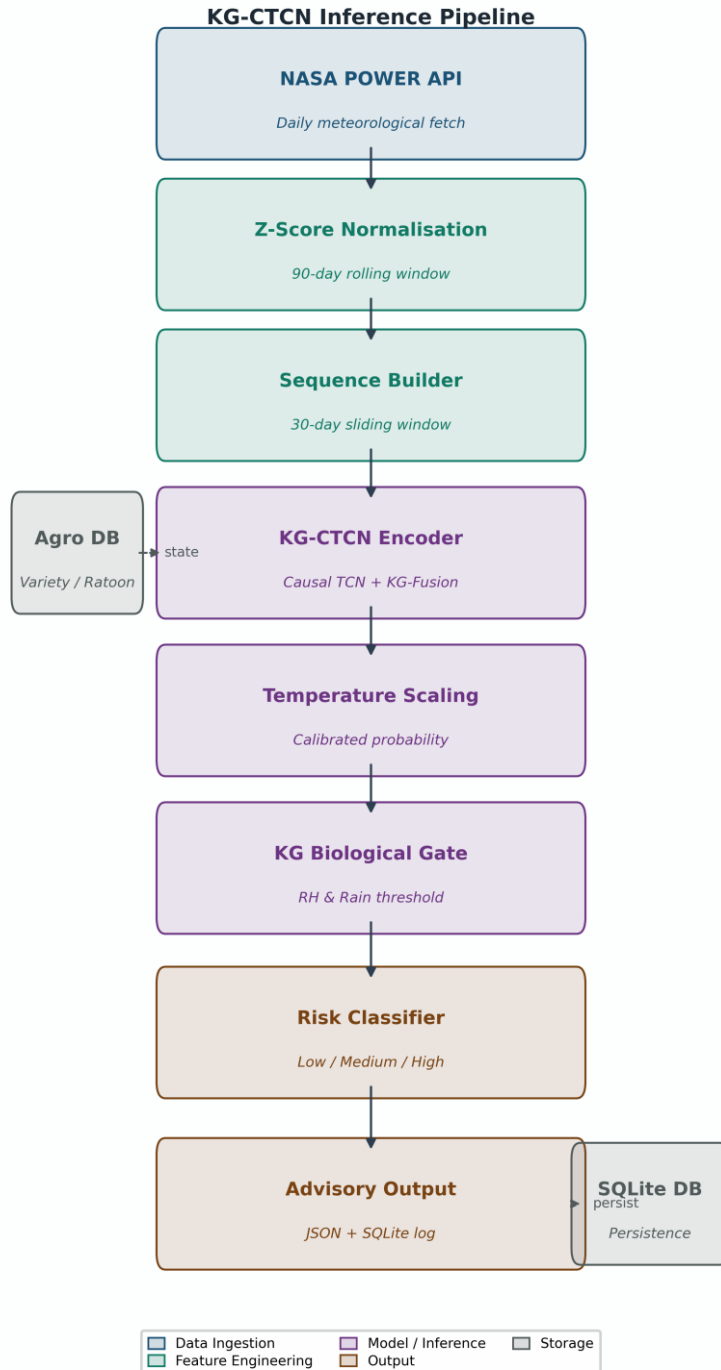 KG-CTCN Inference Pipeline
NASA POWER API
Daily meteorological fetch
Z-Score Normalisation
90-day rolling window
Sequence Builder
30-day sliding window
Agro DB
Variety / Ratoon
state
KG-CTCN Encoder
Causal TCN + KG-Fusion
Temperature Scaling
Calibrated probability
KG Biological Gate
RH & Rain threshold
Risk Classifier
Low / Medium / High
Advisory Output
JSON + SQLite log
persist
SQLite DB
Persistence
Data Ingestion
Feature Engineering
Model / Inference
Output
Storage